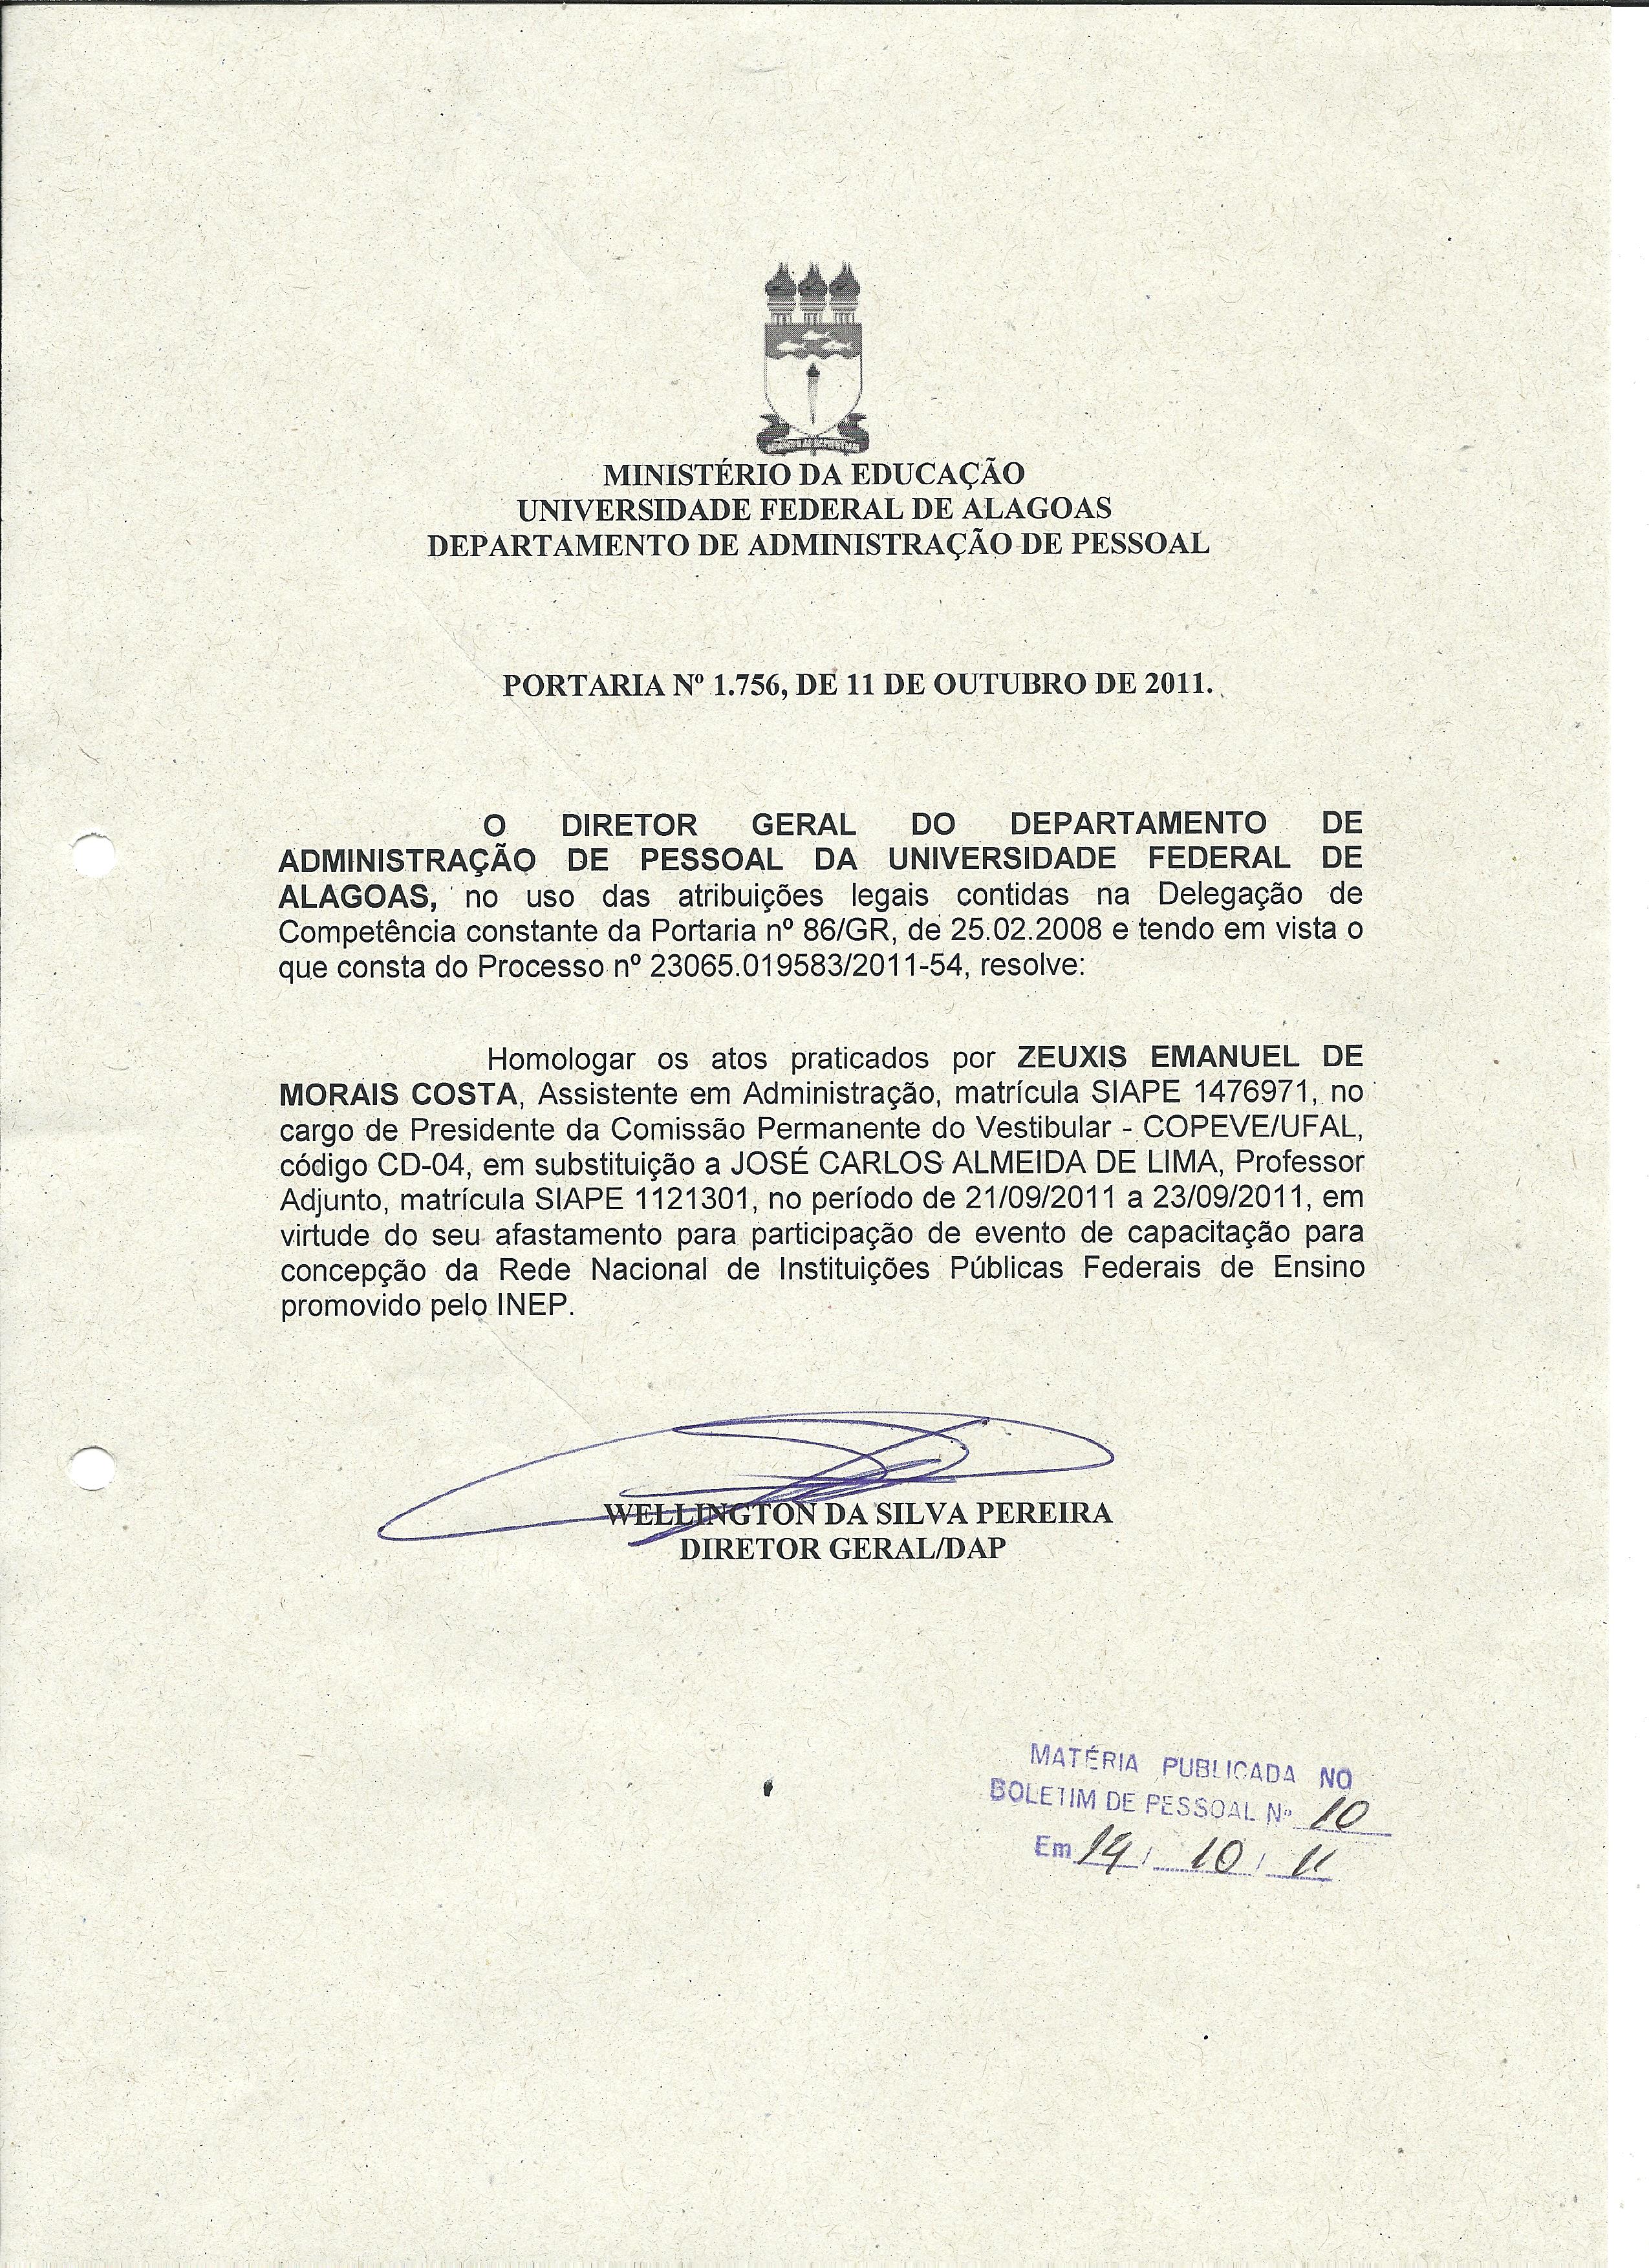 MINISTÉRIO DA EDUCAÇÃO
UNIVERSIDADE FEDERAL DE ALAGOAS
DEPARTAMENTO DE ADMINISTRAÇÃO DE PESSOAL
PORTARIA Nº 1.756, DE 11 DE OUTUBRO DE 2011.
O DIRETOR GERAL DO DEPARTAMENTO DE
ADMINISTRAÇÃO DE PESSOAL DA UNIVERSIDADE FEDERAL DE
ALAGOAS, no uso das atribuições legais contidas na Delegação de
Competência constante da Portaria nº 86/GR, de 25.02.2008 e tendo em vista o
que consta do Processo nº 23065.019583/2011-54, resolve:
Homologar os atos praticados por ZEUXIS EMANUEL DE
MORAIS COSTA, Assistente em Administração, matrícula SIAPE 1476971, no
cargo de Presidente da Comissão Permanente do Vestibular - COPEVE/UFAL,
código CD-04, em substituição a JOSÉ CARLOS ALMEIDA DE LIMA, Professor
Adjunto, matrícula SIAPE 1121301, no período de 21/09/2011 a 23/09/2011, em
virtude do seu afastamento para participação de evento de capacitação para
concepção da Rede Nacional de Instituições Públicas Federais de Ensino
promovido pelo INEP.
WELLINGTON DA SILVA PEREIRA
DIRETOR GERAL/DAP
MATÉRIA PUBLICADA NO
BOLETIM DE PESSOAL Nº 10
Em 14 / 10 / 11